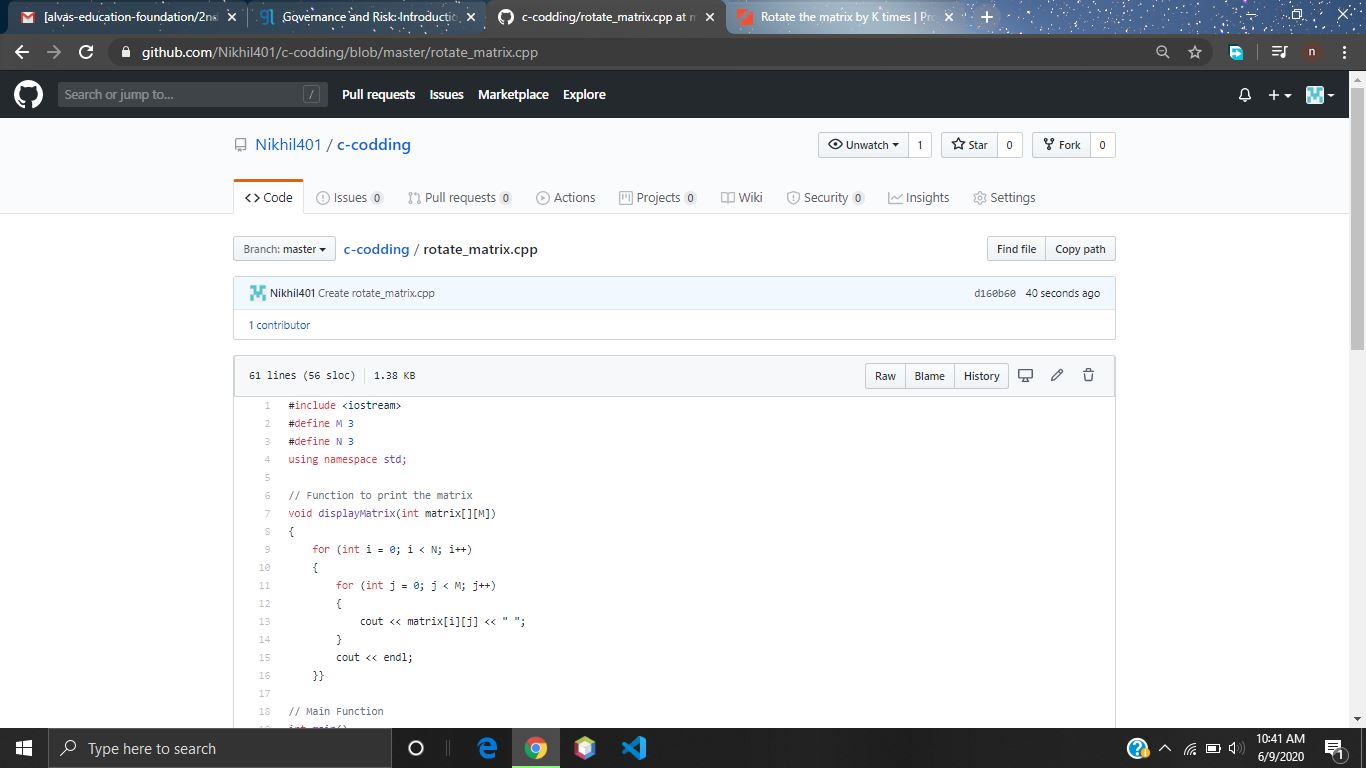 [alvas-education-foundation/2nd
Governance and Risk: Introductio
c-codding/rotate_matrix.cpp at m
Rotate the matrix by K times | Pro
github.com/Nikhil401/c-codding/blob/master/rotate_matrix.cpp
n
Search or jump to... /
Pull requests Issues Marketplace Explore
Nikhil401 / c-codding
Unwatch 1 Star 0 Fork 0
<> Code Issues 0 Pull requests 0 Actions Projects 0 Wiki Security 0 Insights Settings
Branch: master c-codding / rotate_matrix.cpp Find file Copy path
Nikhil401 Create rotate_matrix.cpp d160b60 40 seconds ago
1 contributor
61 lines (56 sloc) 1.38 KB Raw Blame History
1 #include <iostream>
2 #define M 3
3 #define N 3
4 using namespace std;
5
6 // Function to print the matrix
7 void displayMatrix(int matrix[][M])
8 {
9 for (int i = 0; i < N; i++)
10 {
11 for (int j = 0; j < M; j++)
12 {
13 cout << matrix[i][j] << " ";
14 }
15 cout << endl;
16 }}
17
18 // Main Function
19 int main()
Type here to search
10:41 AM
6/9/2020
1